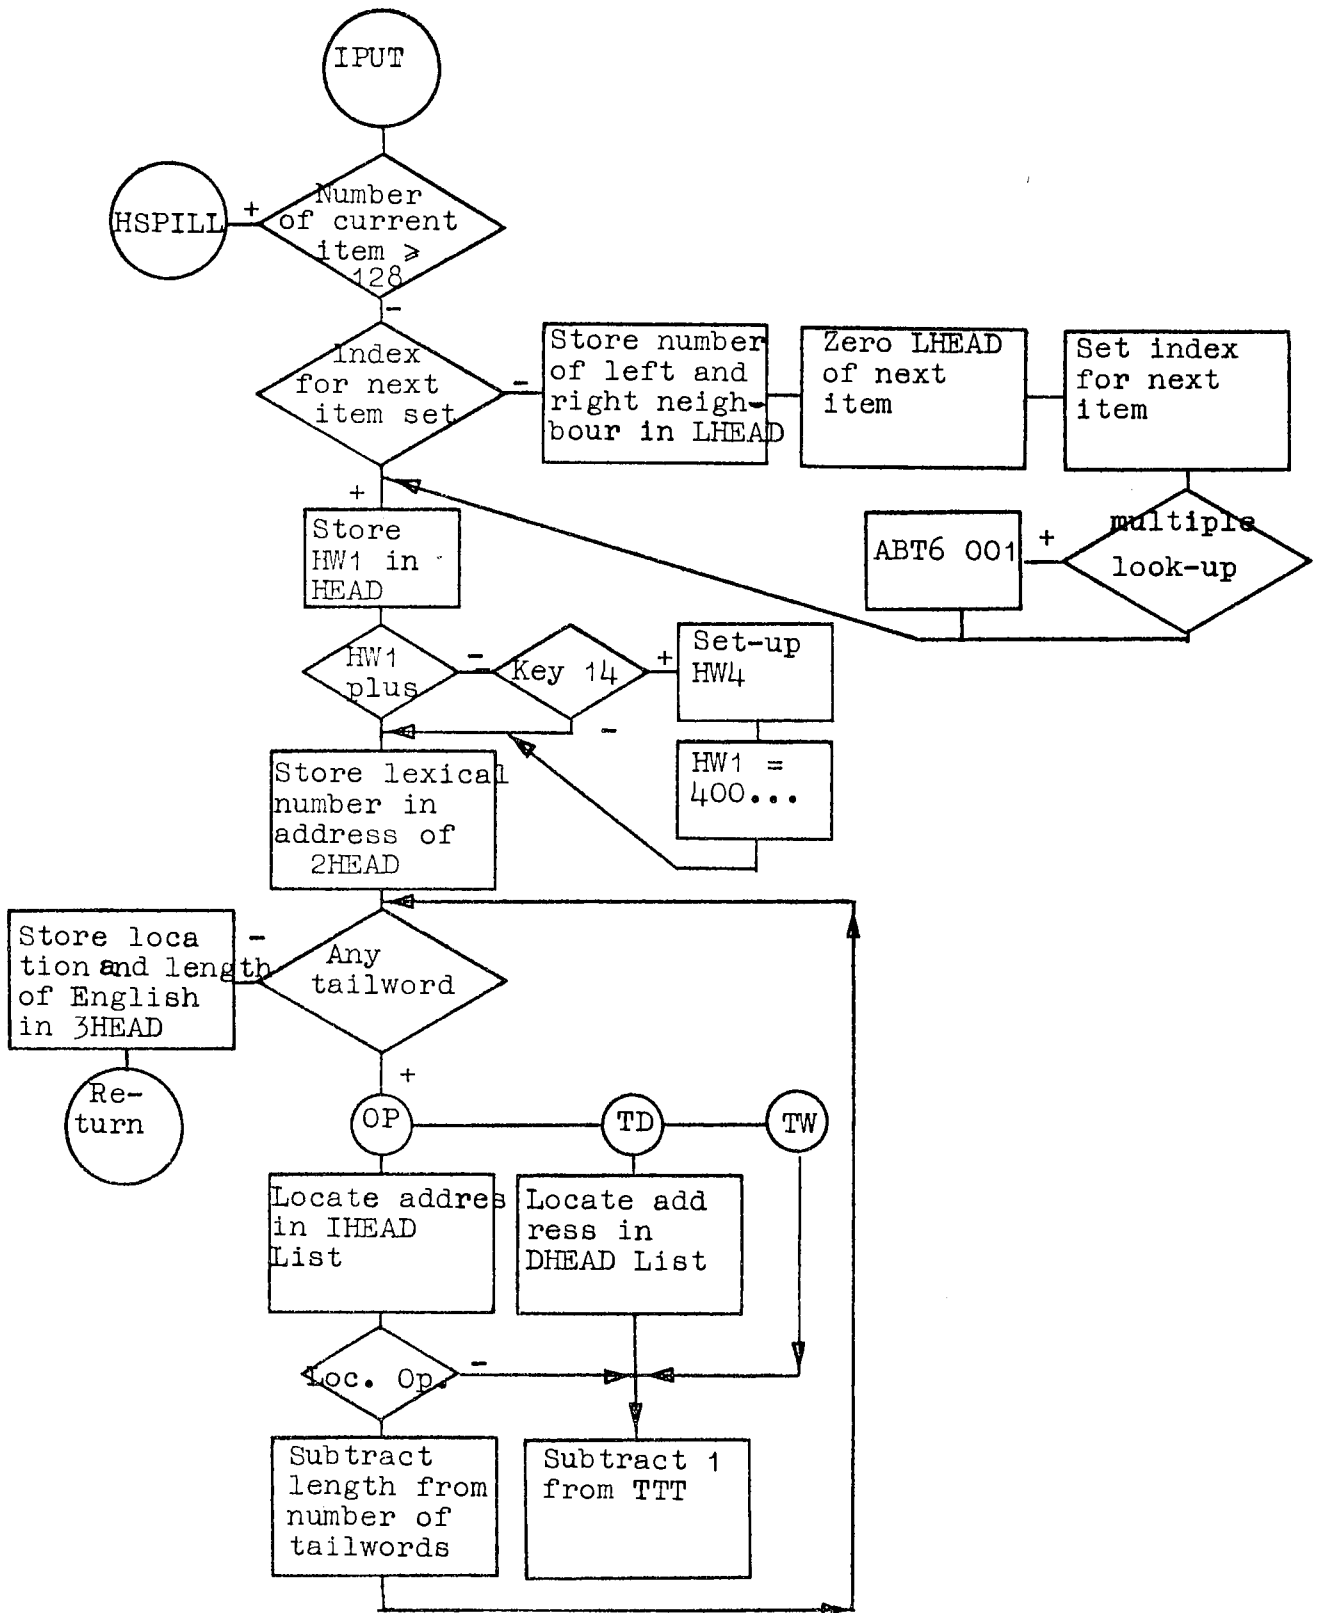 IPUT
HSPILL
+
Number
of current
item ⩾
128
-
Index
for next
item set
-
Store number
of left and
right neigh-
bour in LHEAD
Zero LHEAD
of next
item
Set index
for next
item
+
Store
HW1 in
HEAD
ABT6 001
+
multiple
look-up
HW1
plus
-
Key 14
+
Set-up
HW4
-
HW1 =
400...
Store lexical
number in
address of
2HEAD
Store loca
tion and length
of English
in 3HEAD
-
Any
tailword
Re-
turn
+
OP
TD
TW
Locate addres
in IHEAD
List
Locate add
ress in
DHEAD List
Loc. Op.
-
Subtract
length from
number of
tailwords
Subtract 1
from TTT